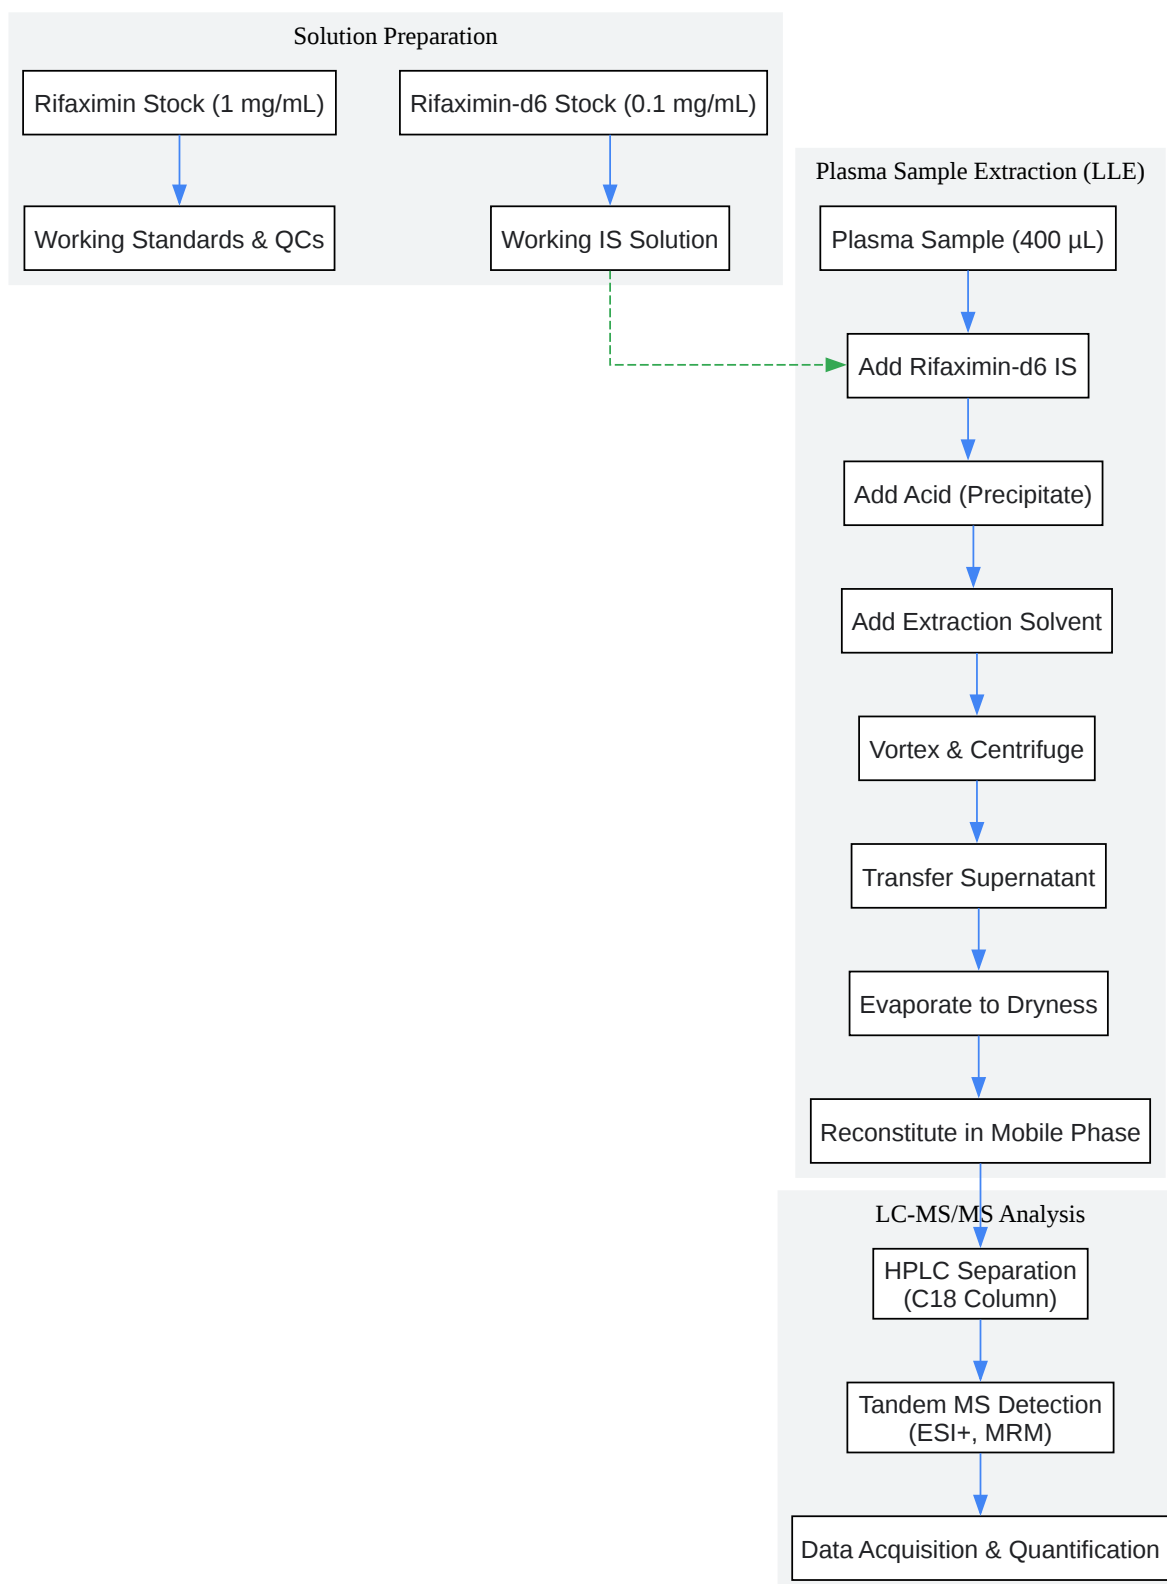 Solution Preparation
Rifaximin Stock (1 mg/mL)
Rifaximin-d6 Stock (0.1 mg/mL)
Working Standards & QCs
Working IS Solution
Plasma Sample Extraction (LLE)
Plasma Sample (400 µL)
Add Rifaximin-d6 IS
Add Acid (Precipitate)
Add Extraction Solvent
Vortex & Centrifuge
Transfer Supernatant
Evaporate to Dryness
Reconstitute in Mobile Phase
LC-MS/MS Analysis
HPLC Separation
(C18 Column)
Tandem MS Detection
(ESI+, MRM)
Data Acquisition & Quantification